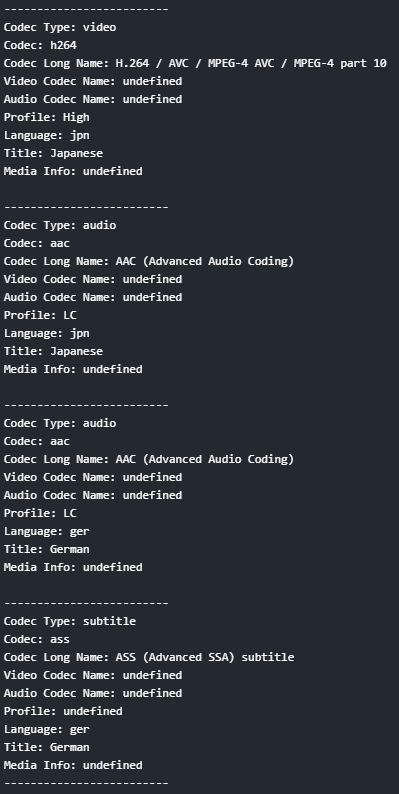 -------------------------
Codec Type: video
Codec: h264
Codec Long Name: H.264 / AVC / MPEG-4 AVC / MPEG-4 part 10
Video Codec Name: undefined
Audio Codec Name: undefined
Profile: High
Language: jpn
Title: Japanese
Media Info: undefined
-------------------------
Codec Type: audio
Codec: aac
Codec Long Name: AAC (Advanced Audio Coding)
Video Codec Name: undefined
Audio Codec Name: undefined
Profile: LC
Language: jpn
Title: Japanese
Media Info: undefined
-------------------------
Codec Type: audio
Codec: aac
Codec Long Name: AAC (Advanced Audio Coding)
Video Codec Name: undefined
Audio Codec Name: undefined
Profile: LC
Language: ger
Title: German
Media Info: undefined
-------------------------
Codec Type: subtitle
Codec: ass
Codec Long Name: ASS (Advanced SSA) subtitle
Video Codec Name: undefined
Audio Codec Name: undefined
Profile: undefined
Language: ger
Title: German
Media Info: undefined
-------------------------